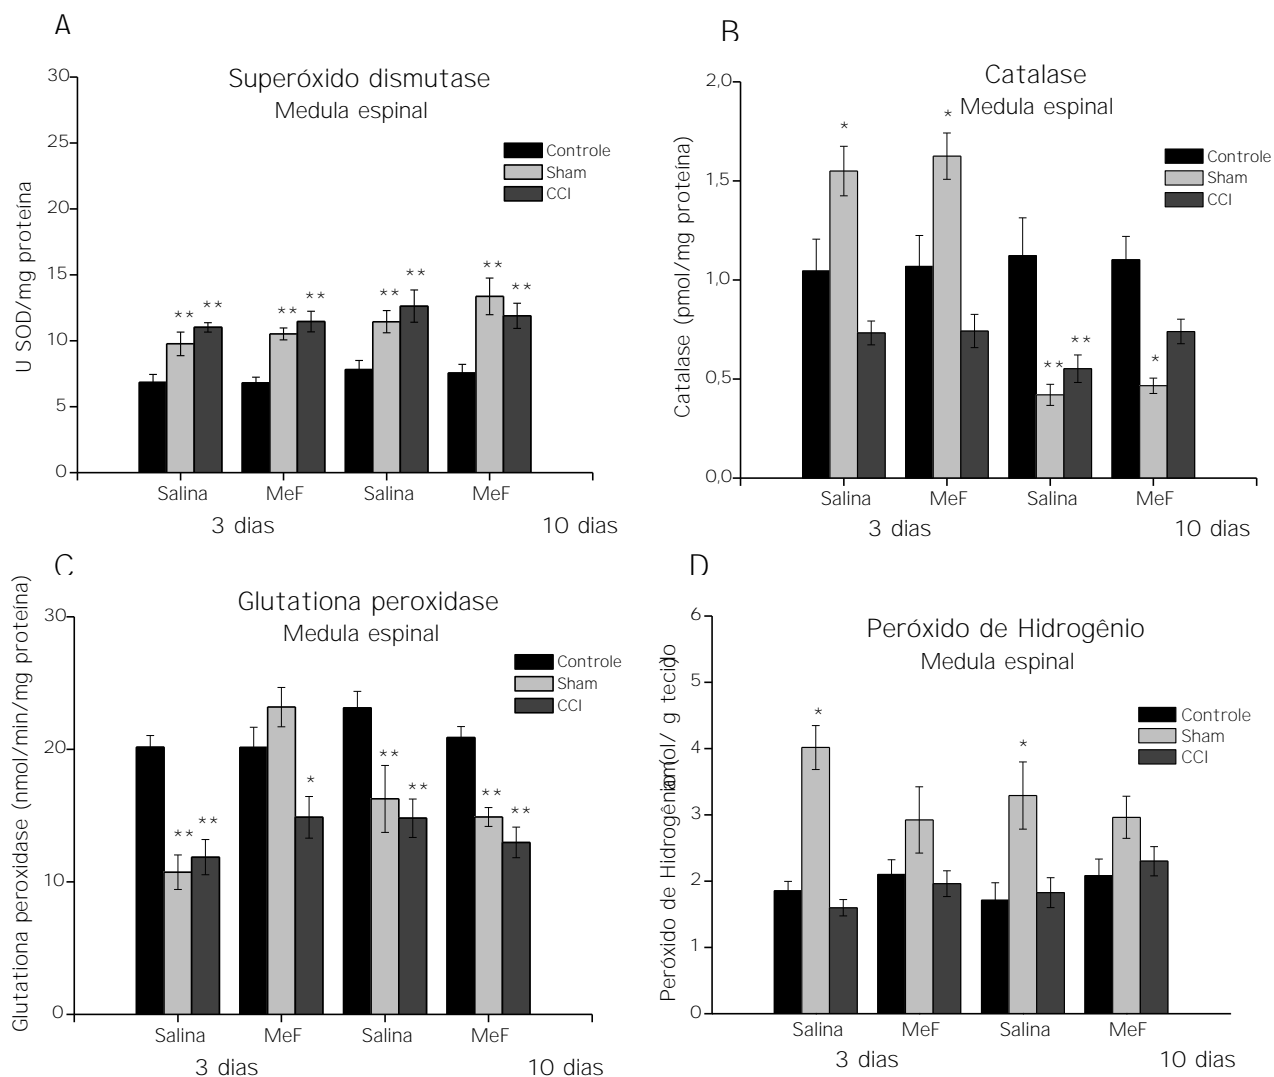 A
Superóxido dismutase
Medula espinal
U SOD/mg proteína
30
25
20
15
10
5
0
Controle
Sham
CCI
** **
** **
** **
** **
Salina MeF Salina MeF
3 dias 10 dias
B
Catalase
Medula espinal
Catalase (pmol/mg proteína)
2,0
1,5
1,0
0,5
0,0
Controle
Sham
CCI
*
*
** **
*
Salina MeF Salina MeF
3 dias 10 dias
C
Glutationa peroxidase
Medula espinal
Glutationa peroxidase (nmol/min/mg proteína)
30
20
10
0
Controle
Sham
CCI
** **
*
** **
** **
Salina MeF Salina MeF
3 dias 10 dias
D
Peróxido de Hidrogênio
Medula espinal
Peróxido de Hidrogênio g tecido
6
5
4
3
2
1
0
Controle
Sham
CCI
*
*
Salina MeF Salina MeF
3 dias 10 dias